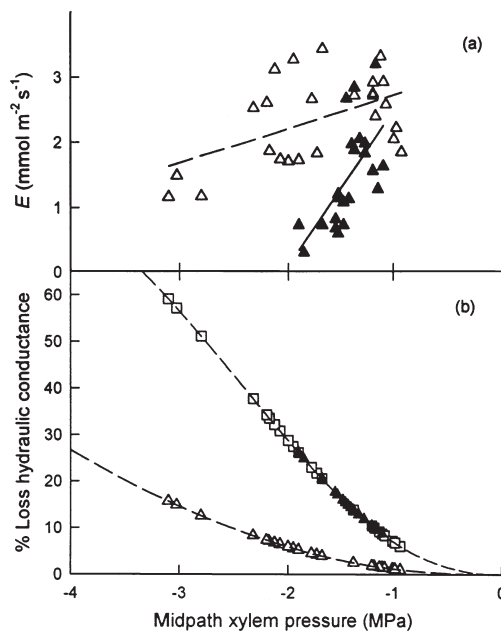 (a)
3
2
1
0
E (mmol m⁻² s⁻¹)
(b)
60
50
40
30
20
10
0
% Loss hydraulic conductance
-4 -3 -2 -1 0
Midpath xylem pressure (MPa)